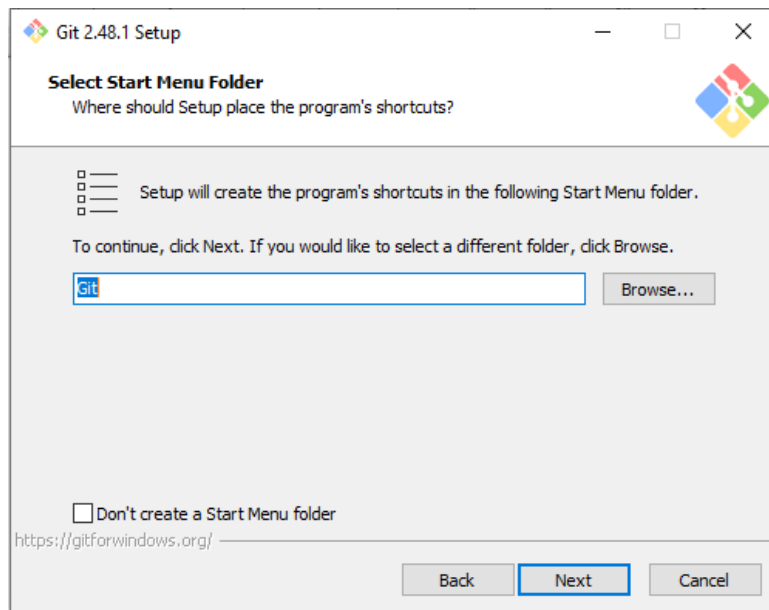 Git 2.48.1 Setup
Select Start Menu Folder
Where should Setup place the program's shortcuts?
Setup will create the program's shortcuts in the following Start Menu folder.
To continue, click Next. If you would like to select a different folder, click Browse.
Git
Browse...
Don't create a Start Menu folder
https://gitforwindows.org/
Back
Next
Cancel